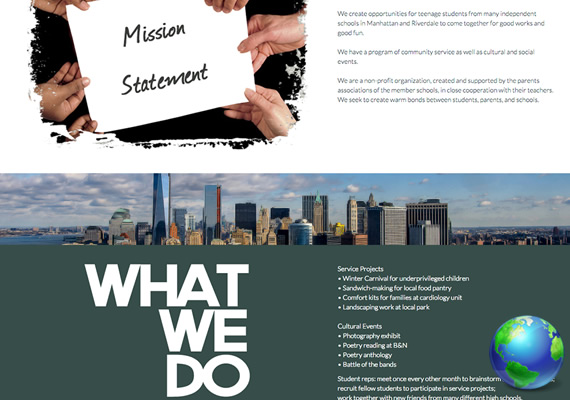 Mission
Statement
We create opportunities for teenage students from many independent
schools in Manhattan and Riverdale to come together for good works and
good fun.
We have a program of community service as well as cultural and social
events.
We are a non-profit organization, created and supported by the parents
associations of the member schools, in close cooperation with their teachers.
We seek to create warm bonds between students, parents, and schools.
WHAT
WE
DO
Service Projects
• Winter Carnival for underprivileged children
• Sandwich-making for local food pantry
• Comfort kits for families at cardiology unit
• Landscaping work at local park
Cultural Events
• Photography exhibit
• Poetry reading at B&N
• Poetry anthology
• Battle of the bands
Student reps: meet once every other month to brainstorm
recruit fellow students to participate in service projects;
work together with new friends from many different high schools.